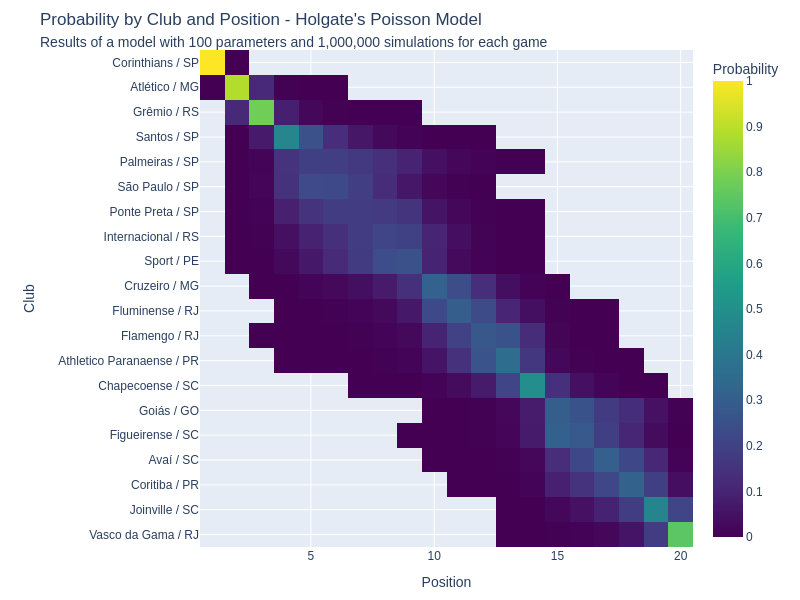 Probability by Club and Position - Holgate's Poisson Model
Results of a model with 100 parameters and 1,000,000 simulations for each game
Probability
Corinthians / SP
Atlético / MG
Grêmio / RS
Santos / SP
Palmeiras / SP
São Paulo / SP
Ponte Preta / SP
Internacional / RS
Sport / PE
Cruzeiro / MG
Fluminense / RJ
Flamengo / RJ
Athletico Paranaense / PR
Chapecoense / SC
Goiás / GO
Figueirense / SC
Avaí / SC
Coritiba / PR
Joinville / SC
Vasco da Gama / RJ
Club
5
10
15
20
Position
1
0.9
0.8
0.7
0.6
0.5
0.4
0.3
0.2
0.1
0